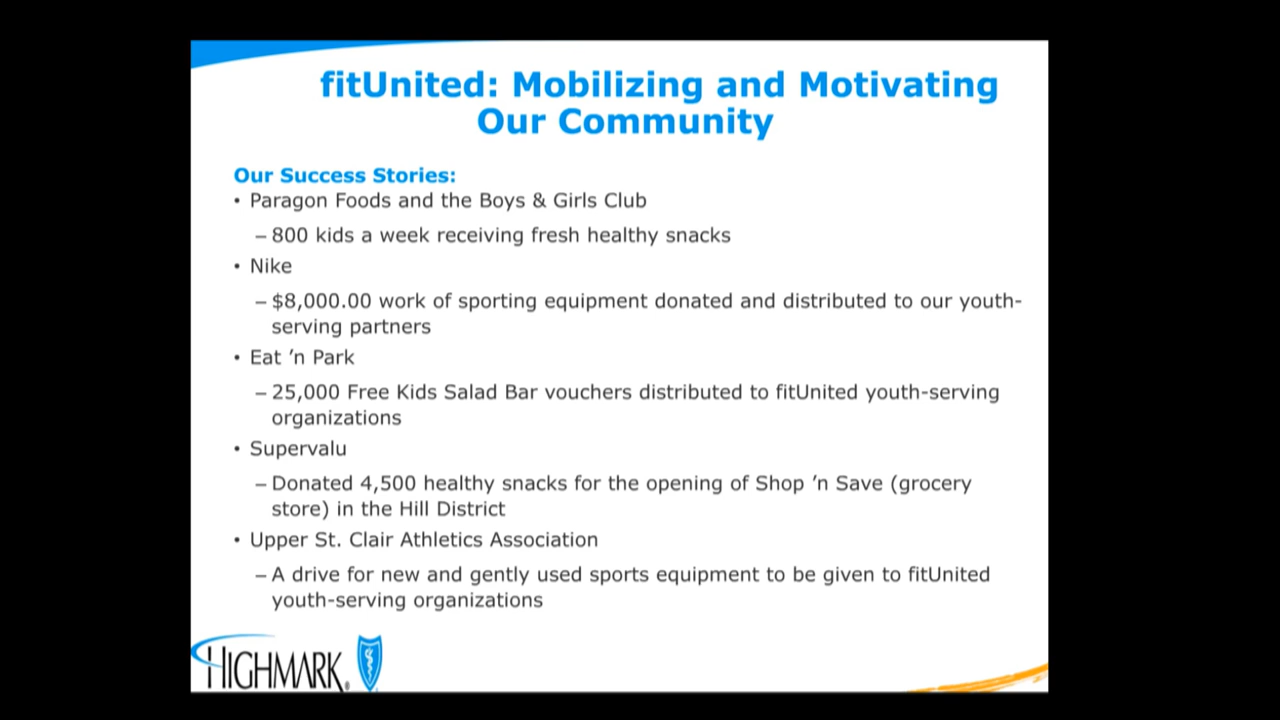 fitUnited: Mobilizing and Motivating
Our Community
Our Success Stories:
• Paragon Foods and the Boys & Girls Club
– 800 kids a week receiving fresh healthy snacks
• Nike
– $8,000.00 work of sporting equipment donated and distributed to our youth-
serving partners
• Eat ’n Park
– 25,000 Free Kids Salad Bar vouchers distributed to fitUnited youth-serving
organizations
• Supervalu
– Donated 4,500 healthy snacks for the opening of Shop ’n Save (grocery
store) in the Hill District
• Upper St. Clair Athletics Association
– A drive for new and gently used sports equipment to be given to fitUnited
youth-serving organizations
HIGHMARK®